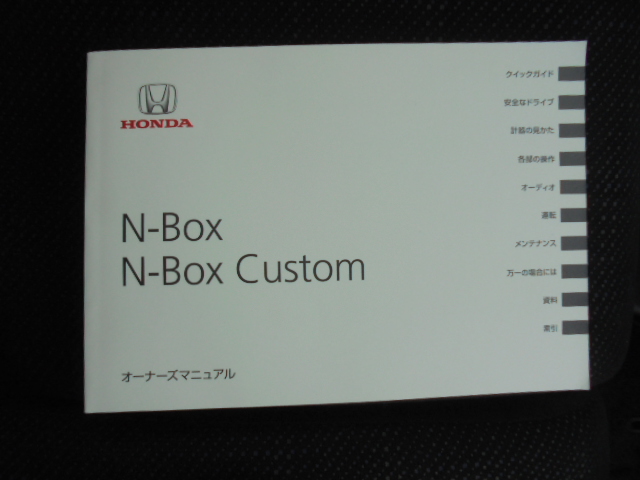 HONDA
N-Box
N-Box Custom
オーナーズマニュアル
クイックガイド
安全なドライブ
計器の見かた
各部の操作
オーディオ
運転
メンテナンス
万一の場合には
資料
索引